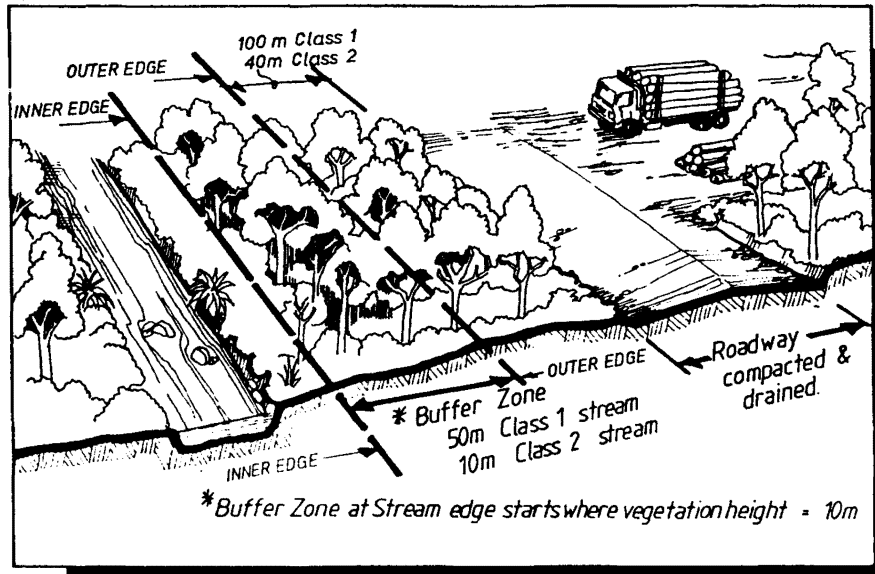 100 m Class 1
40m Class 2
OUTER EDGE
INNER EDGE
OUTER EDGE
Roadway
compacted &
drained.
* Buffer Zone
50m Class 1 stream
10m Class 2 stream
INNER EDGE
*Buffer Zone at Stream edge starts where vegetation height = 10m